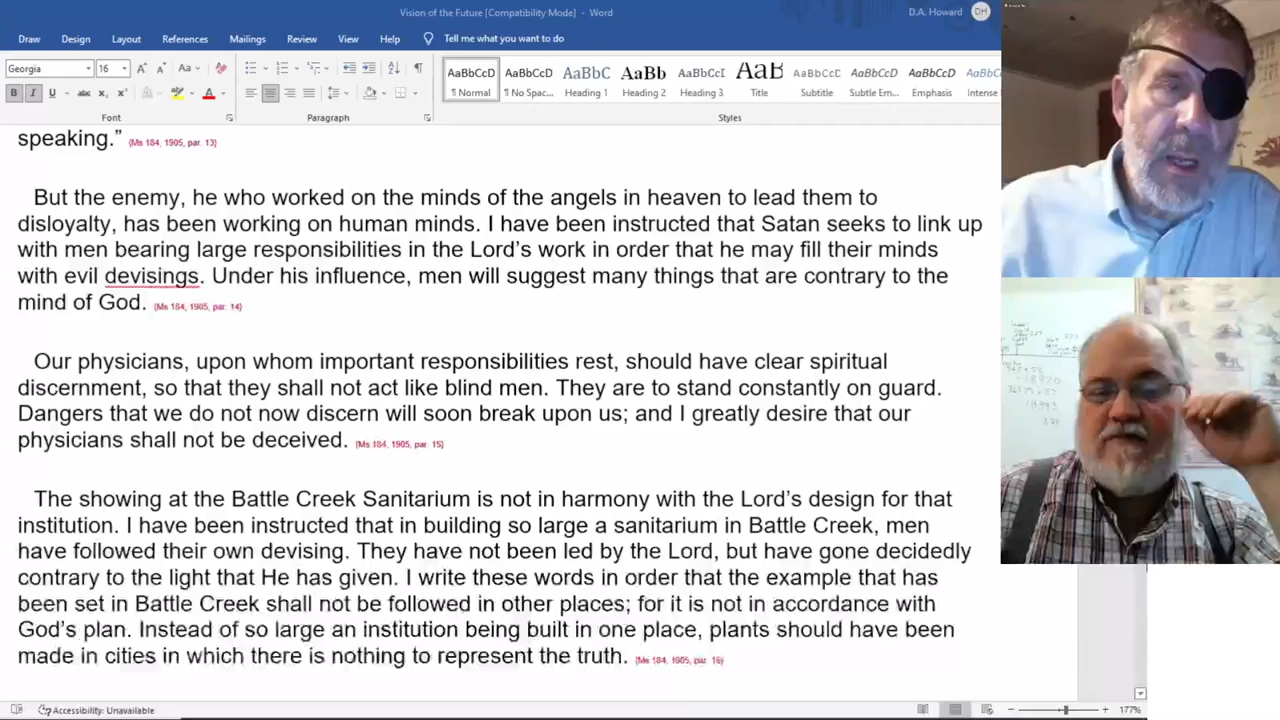 Vision of the Future [Compatibility Mode] - Word
D.A. Howard DH
Draw Design Layout References Mailings Review View Help Tell me what you want to do
Georgia 16 A A Aa
B I U abc x₂ x² A
AaBbCcD AaBbCcD AaBbC AaBb AaBbCcI AaB AaBbCcD AaBbCcD AaBbCcD AaBbC
¶ Normal ¶ No Spac... Heading 1 Heading 2 Heading 3 Title Subtitle Subtle Em... Emphasis Intense
Font Paragraph Styles
speaking.” (Ms 184, 1905, par. 13)
But the enemy, he who worked on the minds of the angels in heaven to lead them to
disloyalty, has been working on human minds. I have been instructed that Satan seeks to link up
with men bearing large responsibilities in the Lord’s work in order that he may fill their minds
with evil devisings. Under his influence, men will suggest many things that are contrary to the
mind of God. (Ms 184, 1905, par. 14)
Our physicians, upon whom important responsibilities rest, should have clear spiritual
discernment, so that they shall not act like blind men. They are to stand constantly on guard.
Dangers that we do not now discern will soon break upon us; and I greatly desire that our
physicians shall not be deceived. (Ms 184, 1905, par. 15)
The showing at the Battle Creek Sanitarium is not in harmony with the Lord’s design for that
institution. I have been instructed that in building so large a sanitarium in Battle Creek, men
have followed their own devising. They have not been led by the Lord, but have gone decidedly
contrary to the light that He has given. I write these words in order that the example that has
been set in Battle Creek shall not be followed in other places; for it is not in accordance with
God’s plan. Instead of so large an institution being built in one place, plants should have been
made in cities in which there is nothing to represent the truth. (Ms 184, 1905, par. 16)
Accessibility: Unavailable
177%